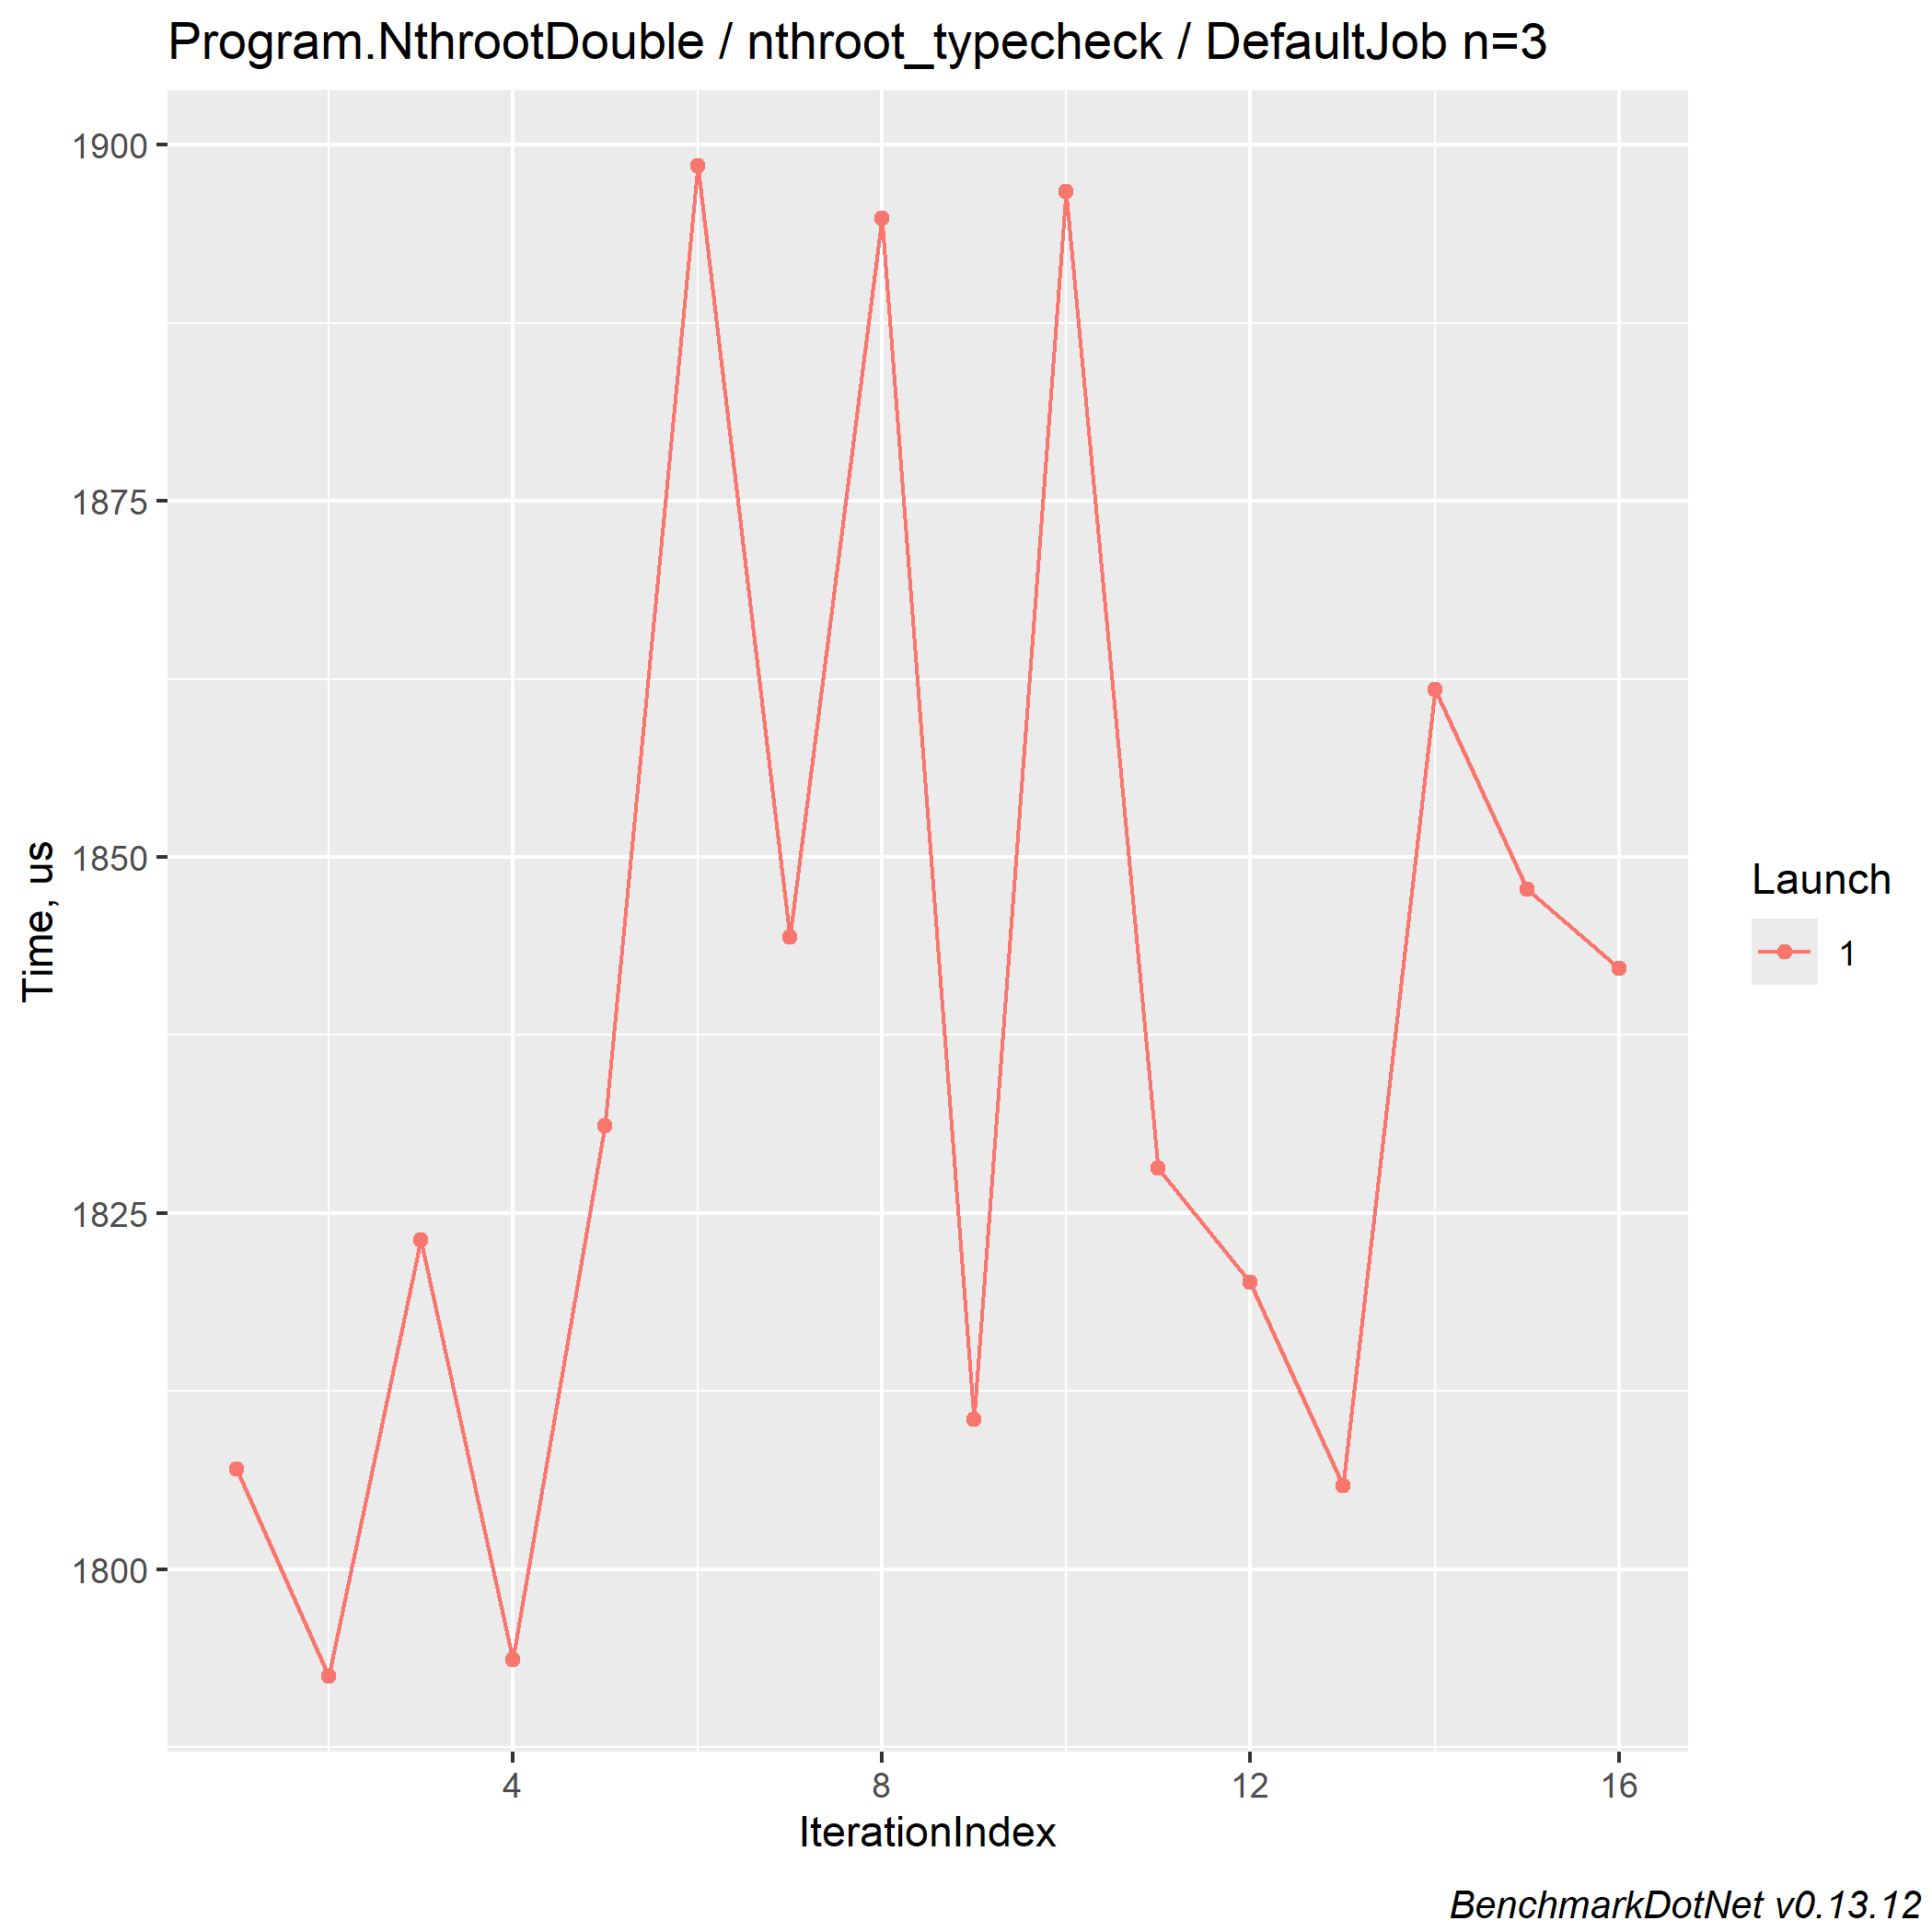 Program.NthrootDouble / nthroot_typecheck / DefaultJob n=3
1900
1875
1850
1825
1800
Time, us
4 8 12 16
IterationIndex
Launch
1
BenchmarkDotNet v0.13.12